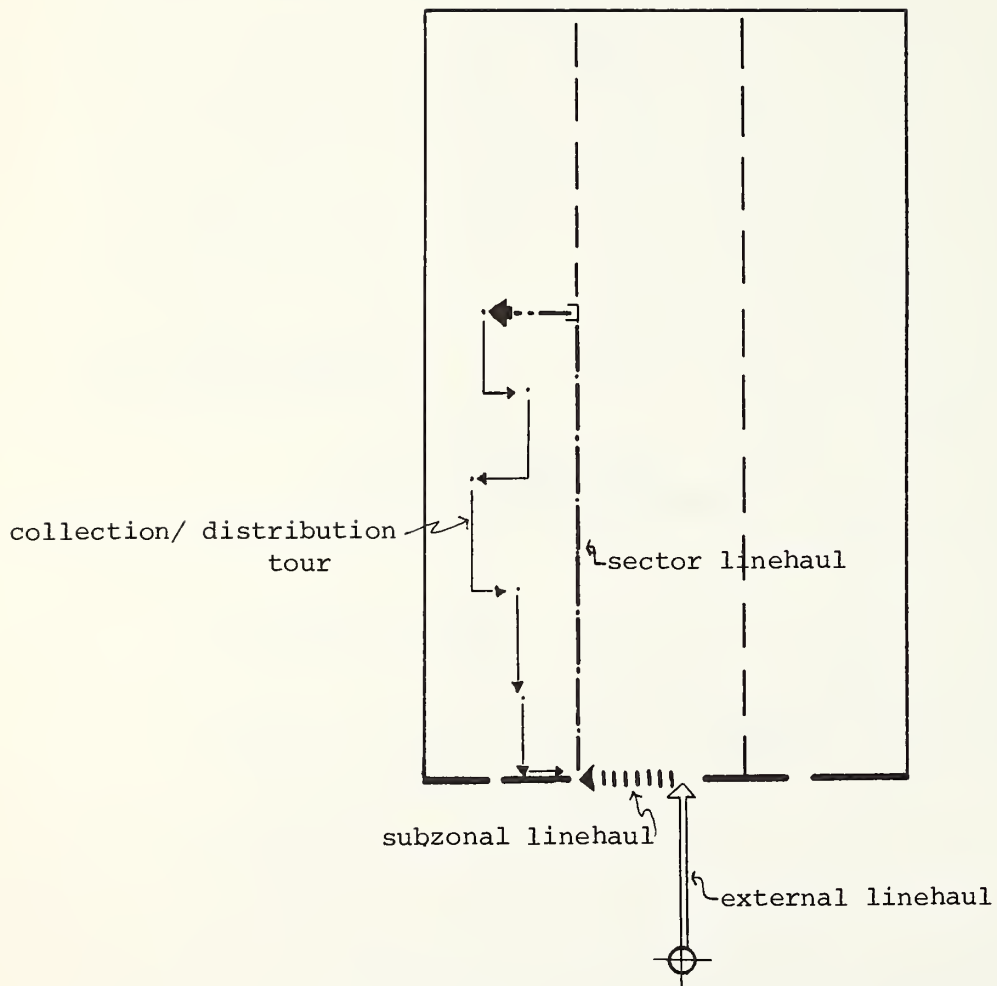 collection/ distribution
tour
sector linehaul
subzonal linehaul
external linehaul